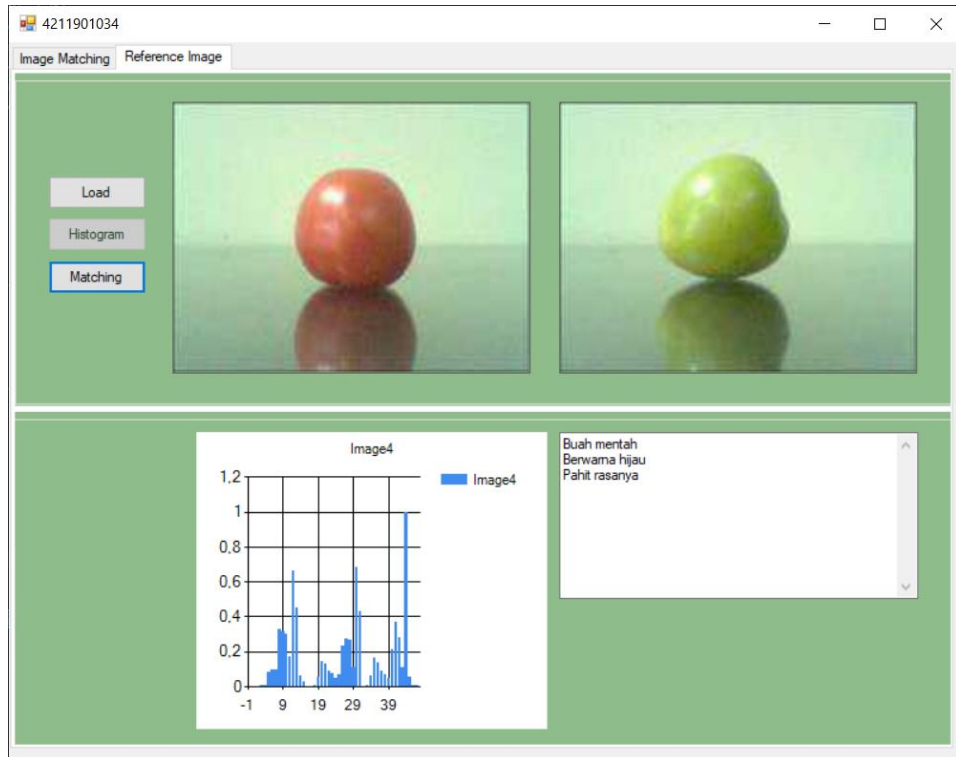 4211901034
Image Matching
Reference Image
Load
Histogram
Matching
Image4
1,2
1
0,8
0,6
0,4
0,2
0
-1 9 19 29 39
Image4
Buah mentah
Berwarna hijau
Pahit rasanya